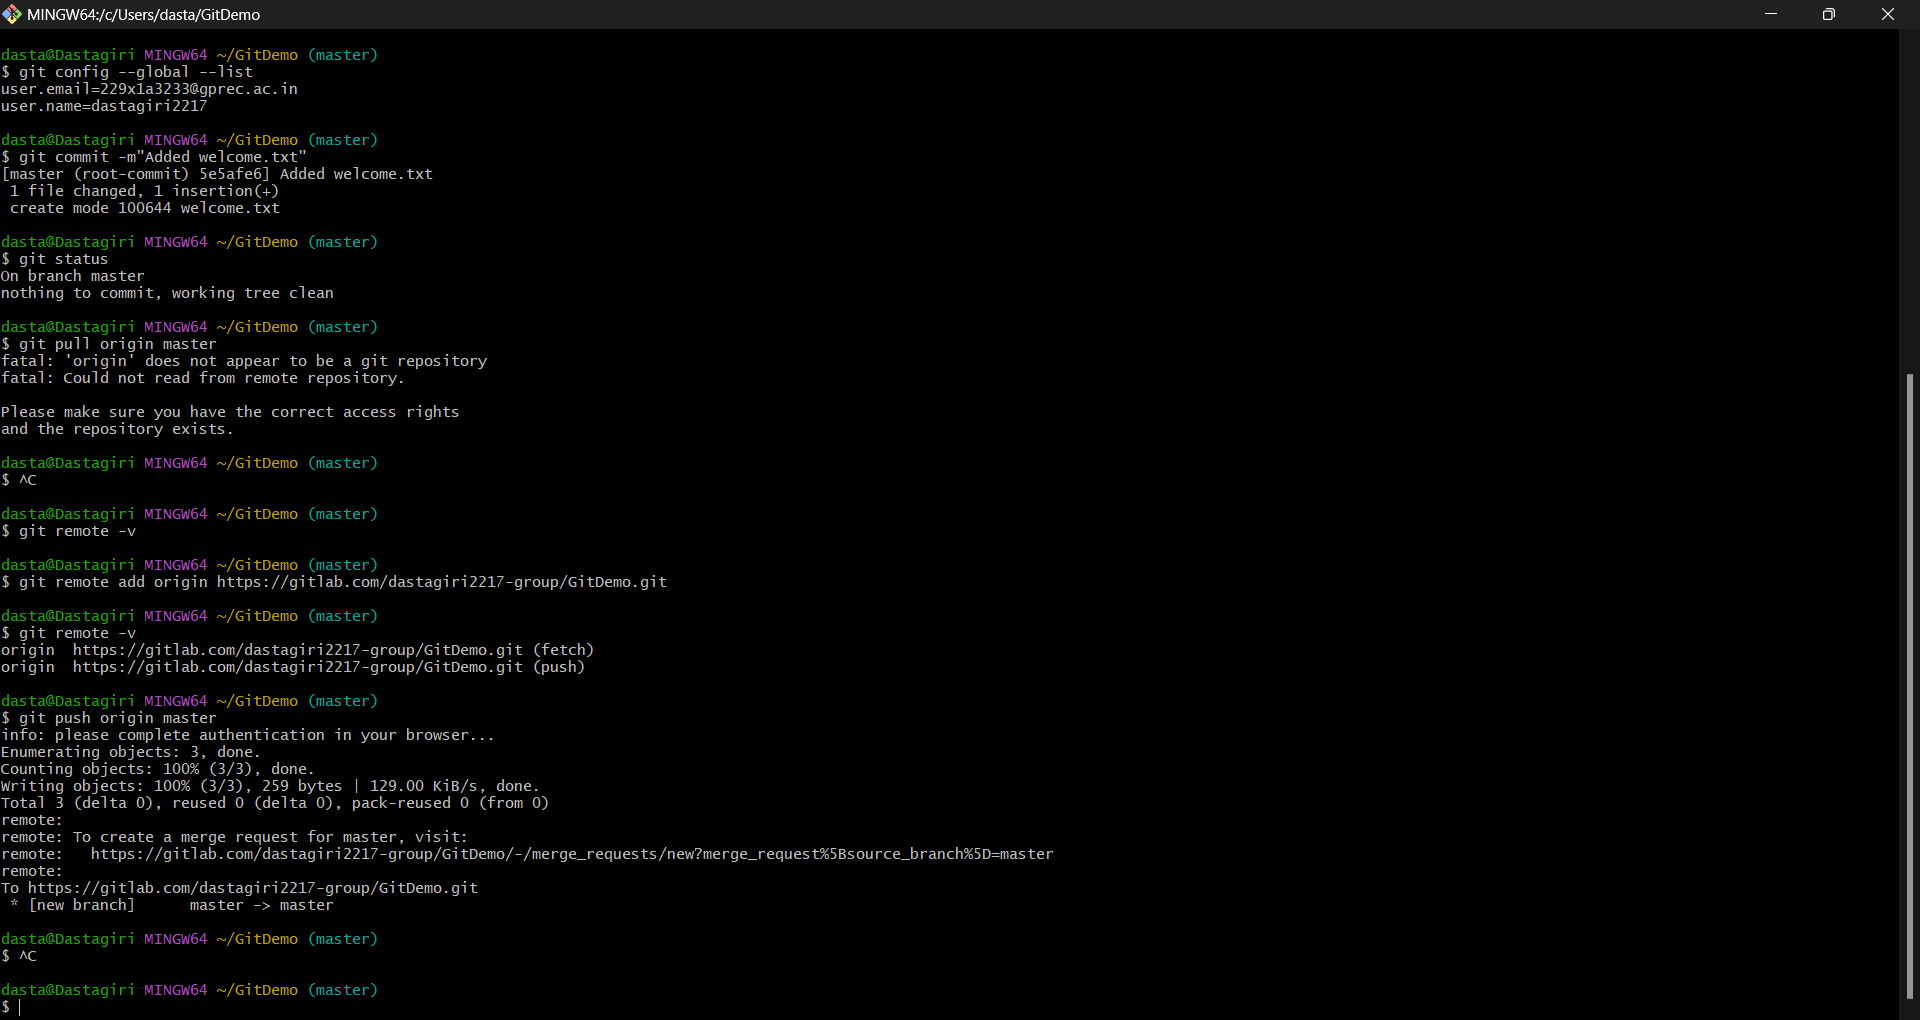 MINGW64:/c/Users/dasta/GitDemo
dasta@Dastagiri MINGW64 ~/GitDemo (master)
$ git config --global --list
user.email=229x1a3233@gprec.ac.in
user.name=dastagiri2217
dasta@Dastagiri MINGW64 ~/GitDemo (master)
$ git commit -m"Added welcome.txt"
[master (root-commit) 5e5afe6] Added welcome.txt
 1 file changed, 1 insertion(+)
 create mode 100644 welcome.txt
dasta@Dastagiri MINGW64 ~/GitDemo (master)
$ git status
On branch master
nothing to commit, working tree clean
dasta@Dastagiri MINGW64 ~/GitDemo (master)
$ git pull origin master
fatal: 'origin' does not appear to be a git repository
fatal: Could not read from remote repository.
Please make sure you have the correct access rights
and the repository exists.
dasta@Dastagiri MINGW64 ~/GitDemo (master)
$ ^C
dasta@Dastagiri MINGW64 ~/GitDemo (master)
$ git remote -v
dasta@Dastagiri MINGW64 ~/GitDemo (master)
$ git remote add origin https://gitlab.com/dastagiri2217-group/GitDemo.git
dasta@Dastagiri MINGW64 ~/GitDemo (master)
$ git remote -v
origin  https://gitlab.com/dastagiri2217-group/GitDemo.git (fetch)
origin  https://gitlab.com/dastagiri2217-group/GitDemo.git (push)
dasta@Dastagiri MINGW64 ~/GitDemo (master)
$ git push origin master
info: please complete authentication in your browser...
Enumerating objects: 3, done.
Counting objects: 100% (3/3), done.
Writing objects: 100% (3/3), 259 bytes | 129.00 KiB/s, done.
Total 3 (delta 0), reused 0 (delta 0), pack-reused 0 (from 0)
remote:
remote: To create a merge request for master, visit:
remote:   https://gitlab.com/dastagiri2217-group/GitDemo/-/merge_requests/new?merge_request%5Bsource_branch%5D=master
remote:
To https://gitlab.com/dastagiri2217-group/GitDemo.git
 * [new branch]      master -> master
dasta@Dastagiri MINGW64 ~/GitDemo (master)
$ ^C
dasta@Dastagiri MINGW64 ~/GitDemo (master)
$